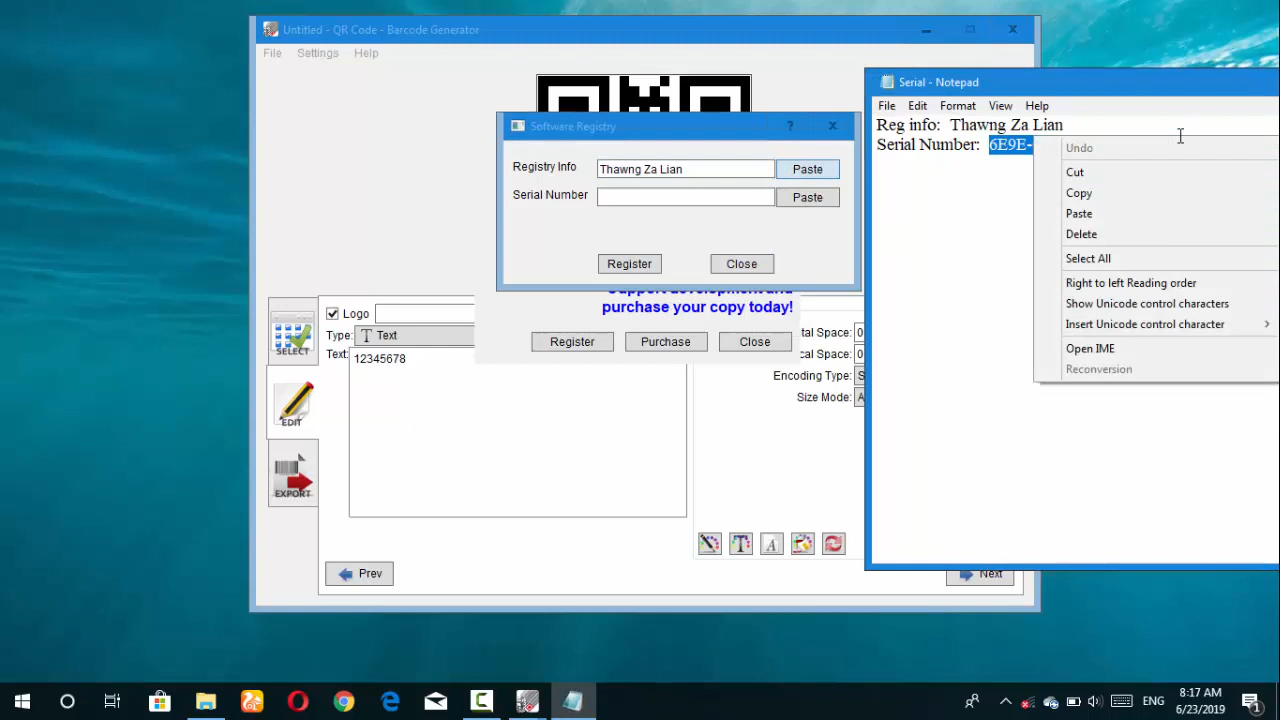 Untitled - QR Code - Barcode Generator
File Settings Help
Serial - Notepad
File Edit Format View Help
Reg info: Thawng Za Lian
Serial Number: 6E9E-
Undo
Cut
Copy
Paste
Delete
Select All
Right to left Reading order
Show Unicode control characters
Insert Unicode control character
Open IME
Reconversion
Software Registry
?
Registry Info Thawng Za Lian Paste
Serial Number Paste
Register Close
Support development and
purchase your copy today!
Register Purchase Close
SELECT
EDIT
EXPORT
Logo
Type: T Text
Text: 12345678
tal Space: 0
cal Space: 0
Encoding Type: S
Size Mode: A
Prev
Next
ENG
8:17 AM
6/23/2019
1